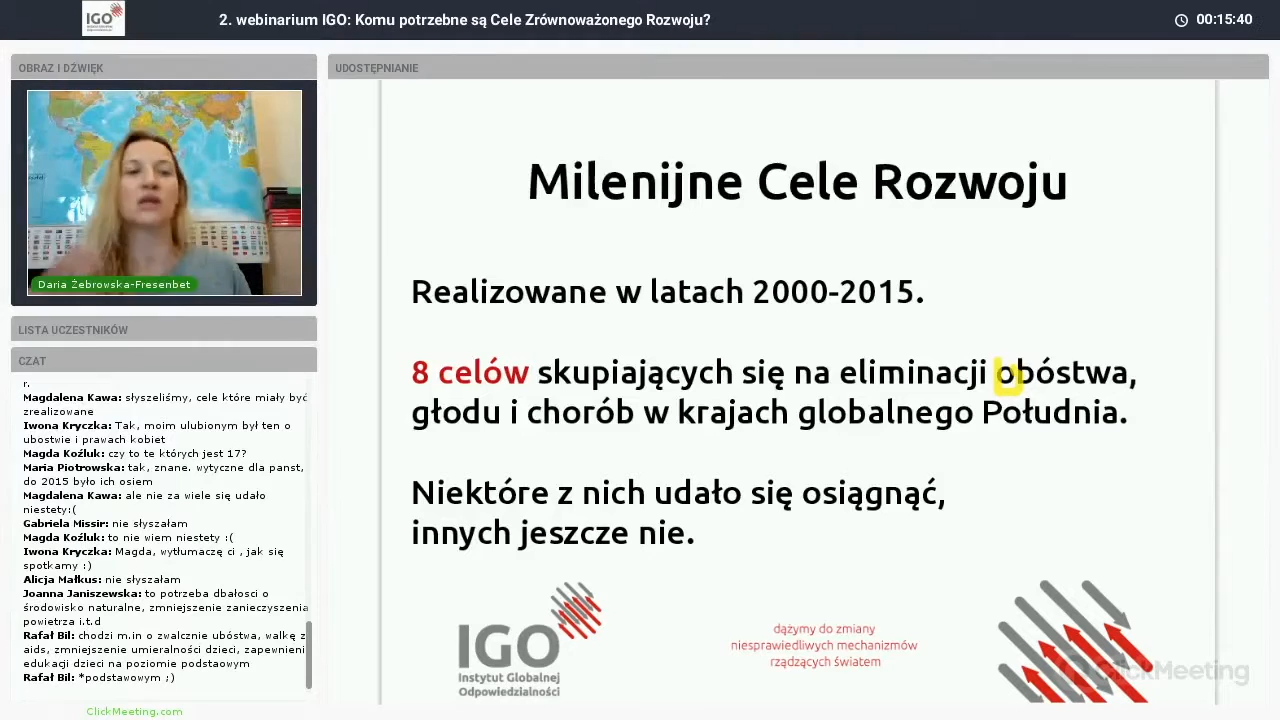 IGO
2. webinarium IGO: Komu potrzebne są Cele Zrównoważonego Rozwoju?
00:15:40
OBRAZ I DŹWIĘK
Daria Żebrowska-Fresenbet
LISTA UCZESTNIKÓW
CZAT
r.
Magdalena Kawa: słyszeliśmy, cele które miały być
zrealizowane
Iwona Kryczka: Tak, moim ulubionym był ten o
ubostwie i prawach kobiet
Magda Koźluk: czy to te których jest 17?
Maria Piotrowska: tak, znane. wytyczne dla panst,
do 2015 było ich osiem
Magdalena Kawa: ale nie za wiele się udało
niestety:(
Gabriela Missir: nie słyszałam
Magda Koźluk: to nie wiem niestety :(
Iwona Kryczka: Magda, wytłumaczę ci , jak się
spotkamy :)
Alicja Małkus: nie słyszałam
Joanna Janiszewska: to potrzeba dbałosci o
środowisko naturalne, zmniejszenie zanieczyszenia
powietrza i.t.d
Rafał Bil: chodzi m.in o zwalcznie ubóstwa, walkę z
aids, zmniejstzenie umieralności dzieci, zapewnieni
edukacji dzieci na poziomie podstaowym
Rafał Bil: *podstawowym ;)
ClickMeeting.com
UDOSTĘPNIANIE
Milenijne Cele Rozwoju
Realizowane w latach 2000-2015.
8 celów skupiających się na eliminacji obóstwa,
głodu i chorób w krajach globalnego Południa.
Niektóre z nich udało się osiągnąć,
innych jeszcze nie.
IGO
Instytut Globalnej
Odpowiedzialności
dążymy do zmiany
niesprawiedliwych mechanizmów
rządzących światem
ClickMeeting